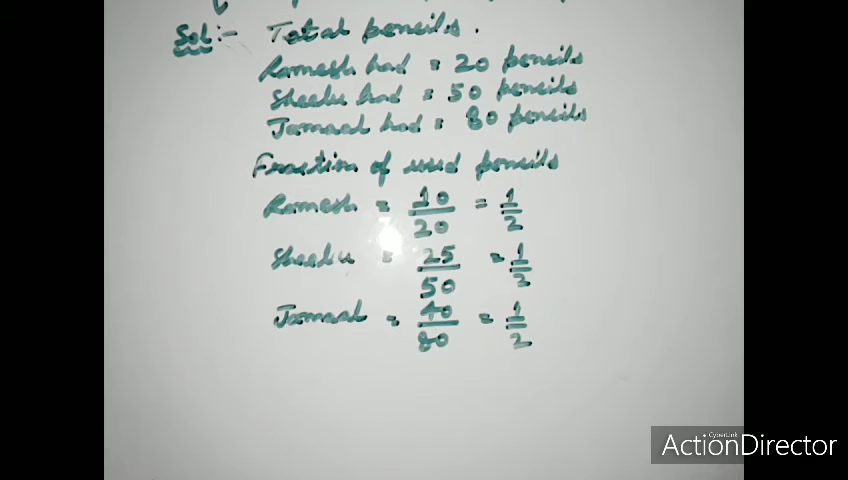 Sol:- Total pencils.
Ramesh had = 20 pencils
Sheelu had = 50 pencils
Jamaal had = 80 pencils
Fraction of used pencils
Ramesh = 10/20 = 1/2
Sheelu = 25/50 = 1/2
Jamaal = 40/80 = 1/2
CyberLink
ActionDirector